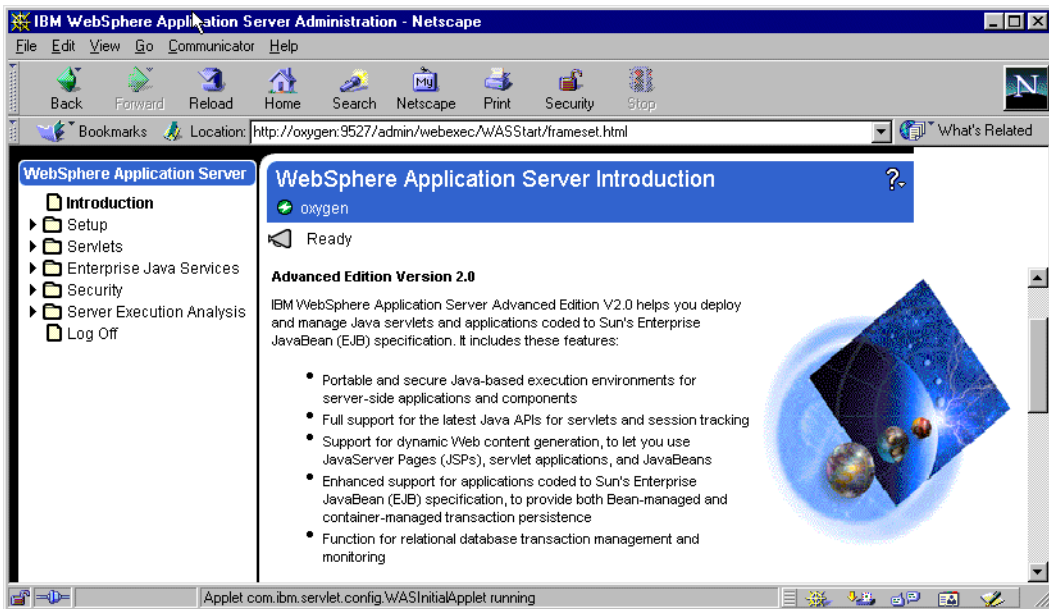 IBM WebSphere Application Server Administration - Netscape
File Edit View Go Communicator Help
My
N
Back Forward Reload Home Search Netscape Print Security Stop
Bookmarks Location: http://oxygen:9527/admin/webexec/WASStart/frameset.html What's Related
WebSphere Application Server
Introduction
Setup
Servlets
Enterprise Java Services
Security
Server Execution Analysis
Log Off
WebSphere Application Server Introduction
?
oxygen
Ready
Advanced Edition Version 2.0
IBM WebSphere Application Server Advanced Edition V2.0 helps you deploy
and manage Java servlets and applications coded to Sun's Enterprise
JavaBean (EJB) specification. It includes these features:
• Portable and secure Java-based execution environments for
server-side applications and components
• Full support for the latest Java APIs for servlets and session tracking
• Support for dynamic Web content generation, to let you use
JavaServer Pages (JSPs), servlet applications, and JavaBeans
• Enhanced support for applications coded to Sun's Enterprise
JavaBean (EJB) specification, to provide both Bean-managed and
container-managed transaction persistence
• Function for relational database transaction management and
monitoring
Applet com.ibm.servlet.config.WASInitialApplet running